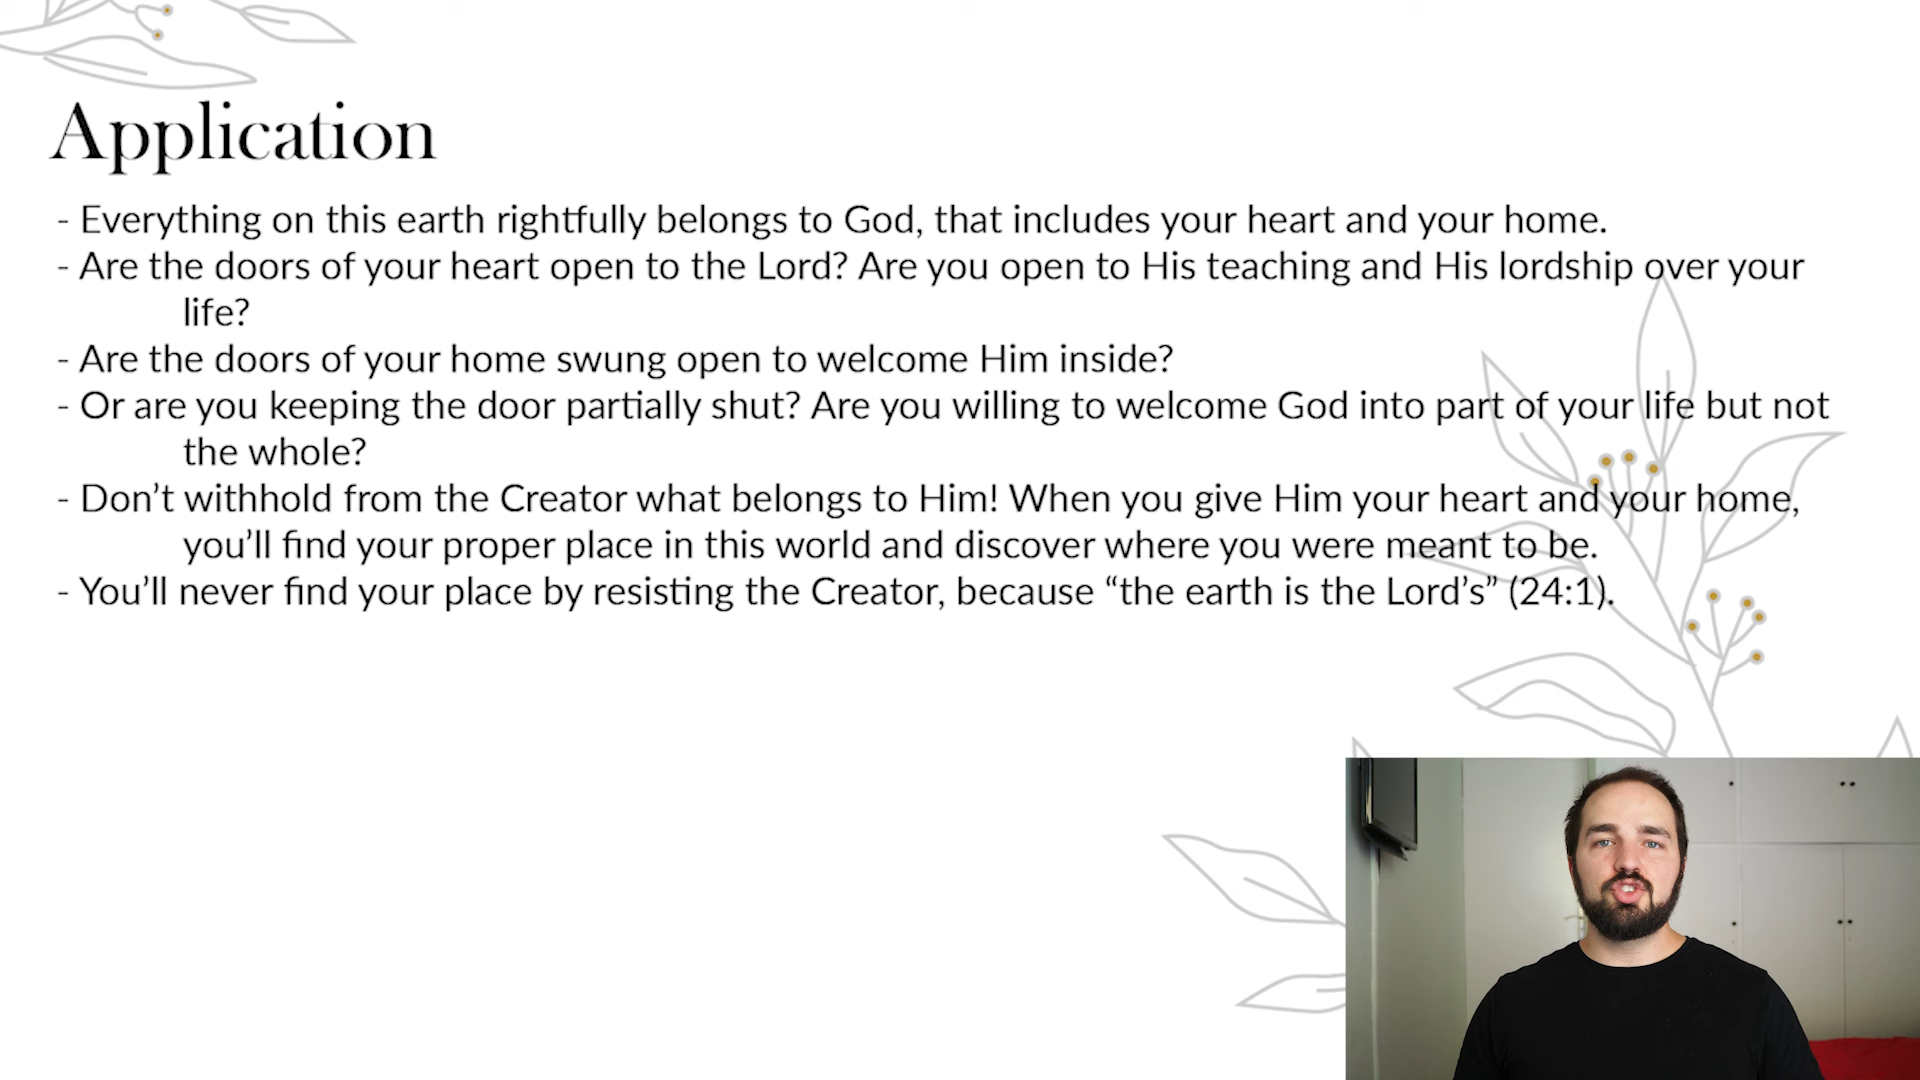 Application
- Everything on this earth rightfully belongs to God, that includes your heart and your home.
- Are the doors of your heart open to the Lord? Are you open to His teaching and His lordship over your
life?
- Are the doors of your home swung open to welcome Him inside?
- Or are you keeping the door partially shut? Are you willing to welcome God into part of your life but not
the whole?
- Don’t withhold from the Creator what belongs to Him! When you give Him your heart and your home,
you’ll find your proper place in this world and discover where you were meant to be.
- You’ll never find your place by resisting the Creator, because “the earth is the Lord’s” (24:1).